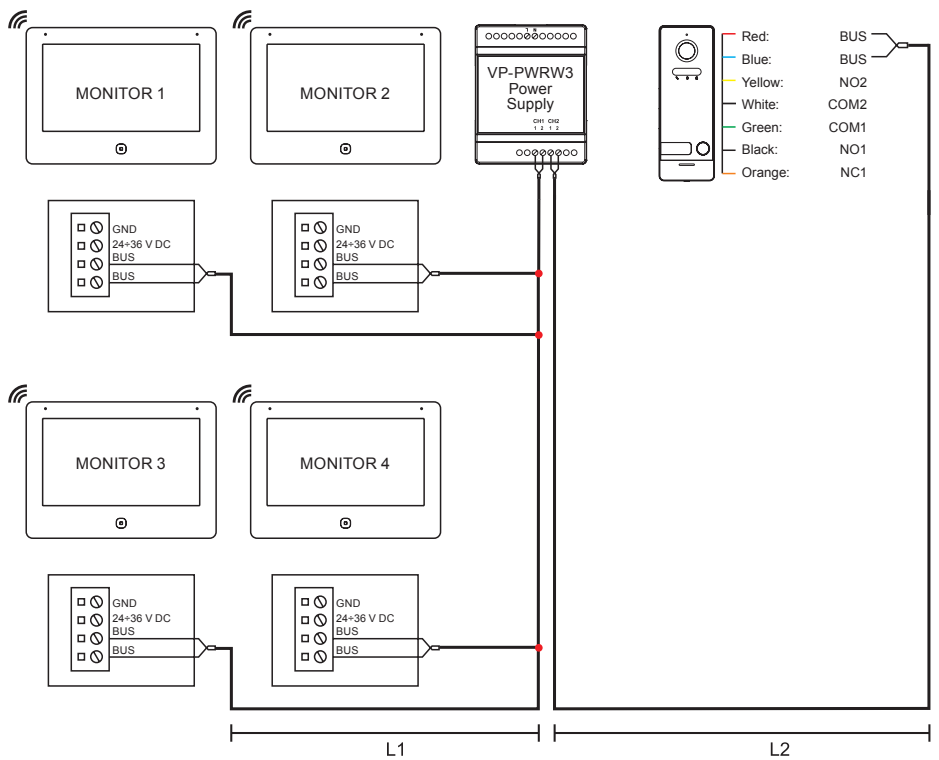 MONITOR 1
MONITOR 2
L N
VP-PWRW3
Power
Supply
CH1 CH2
1 2 1 2
Red: BUS
Blue: BUS
Yellow: NO2
White: COM2
Green: COM1
Black: NO1
Orange: NC1
GND
24÷36 V DC
BUS
BUS
GND
24÷36 V DC
BUS
BUS
MONITOR 3
MONITOR 4
GND
24÷36 V DC
BUS
BUS
GND
24÷36 V DC
BUS
BUS
L1
L2